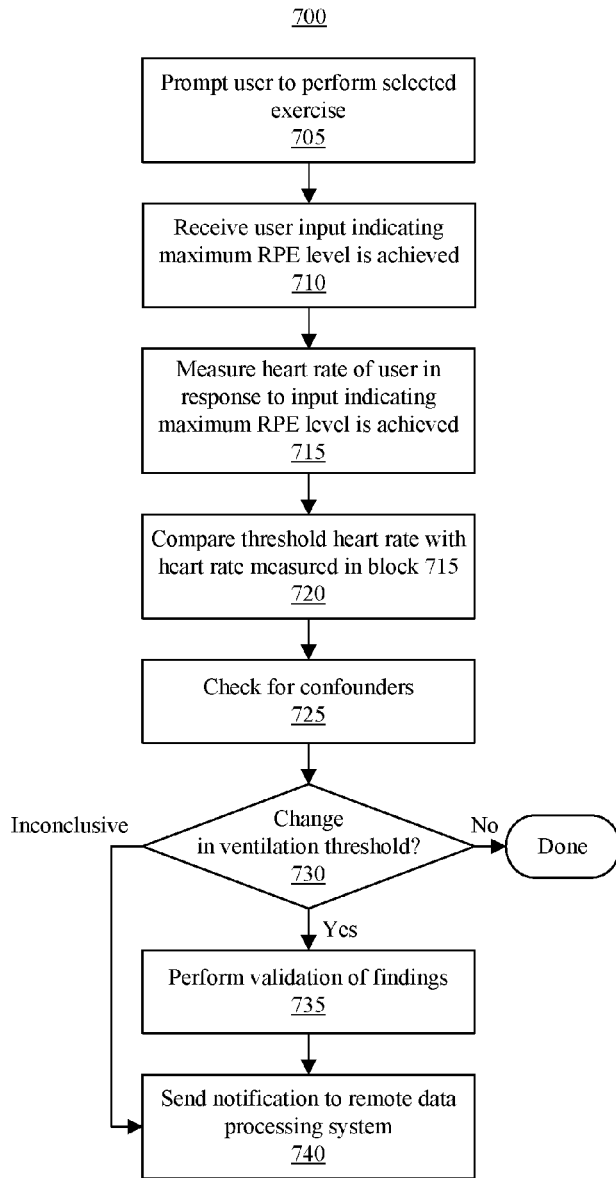 700
Prompt user to perform selected
exercise
705
Receive user input indicating
maximum RPE level is achieved
710
Measure heart rate of user in
response to input indicating
maximum RPE level is achieved
715
Compare threshold heart rate with
heart rate measured in block 715
720
Check for confounders
725
Inconclusive
Change
in ventilation threshold?
730
No
Done
Yes
Perform validation of findings
735
Send notification to remote data
processing system
740